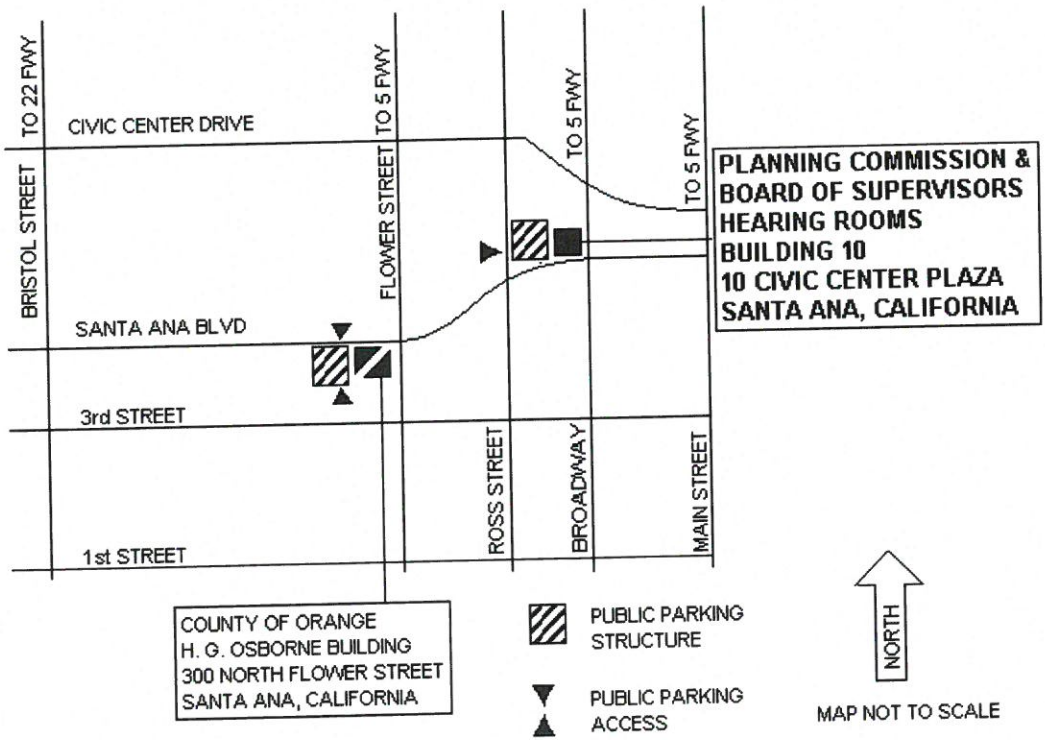 BRISTOL STREET
TO 22 FWY
CIVIC CENTER DRIVE
FLOWER STREET
TO 5 FWY
TO 5 FWY
TO 5 FWY
PLANNING COMMISSION &
BOARD OF SUPERVISORS
HEARING ROOMS
BUILDING 10
10 CIVIC CENTER PLAZA
SANTA ANA, CALIFORNIA
SANTA ANA BLVD
3rd STREET
ROSS STREET
BROADWAY
MAIN STREET
1st STREET
COUNTY OF ORANGE
H. G. OSBORNE BUILDING
300 NORTH FLOWER STREET
SANTA ANA, CALIFORNIA
PUBLIC PARKING
STRUCTURE
PUBLIC PARKING
ACCESS
NORTH
MAP NOT TO SCALE